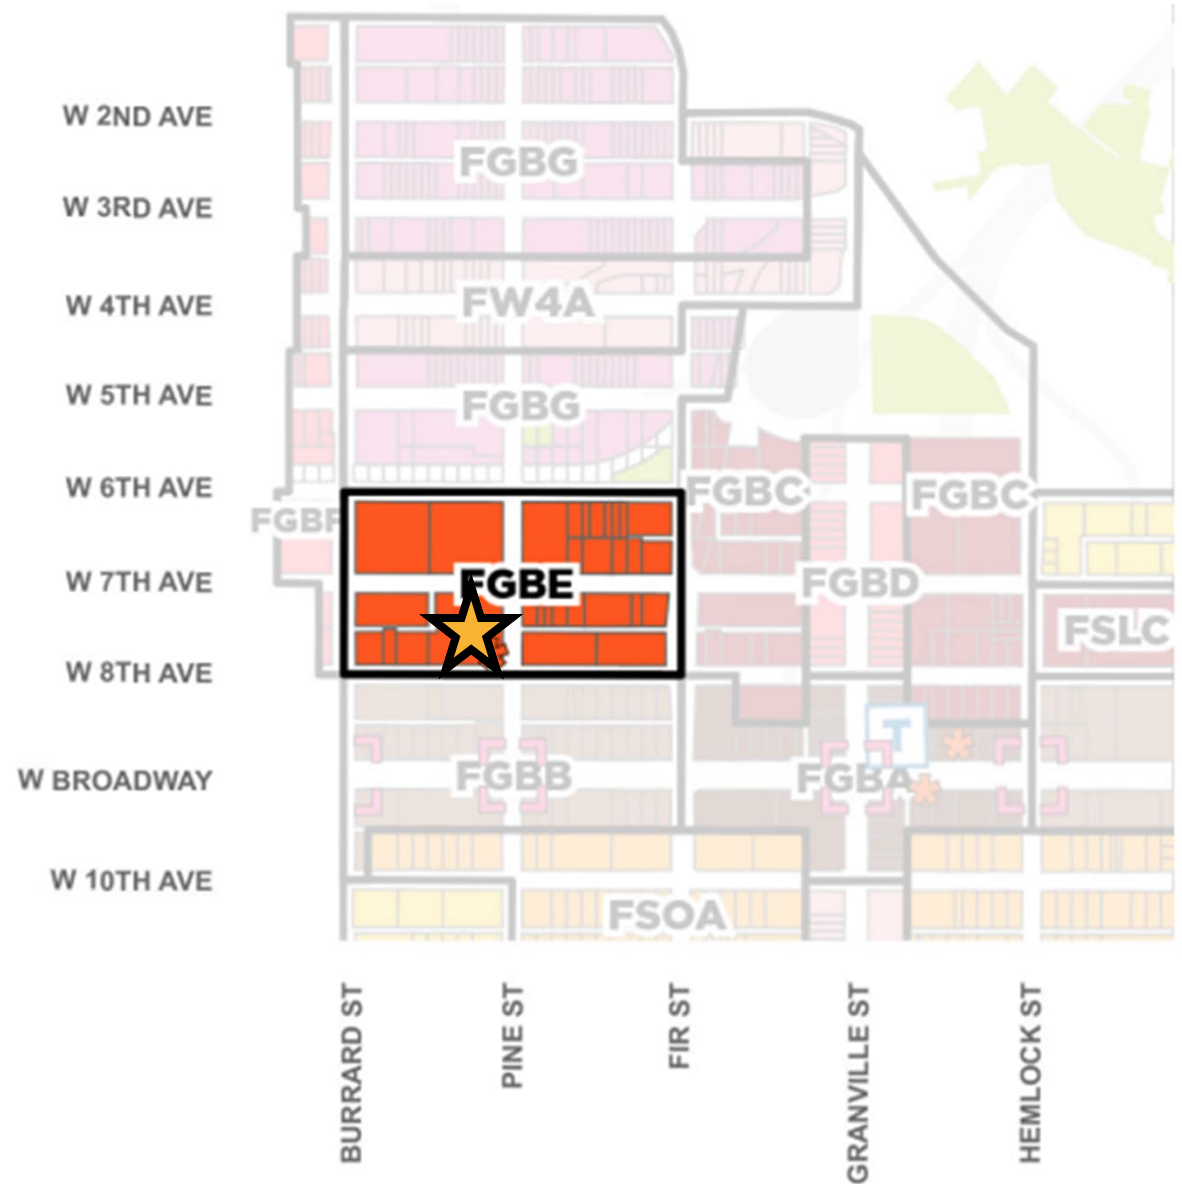 W 2ND AVE
FGBG
W 3RD AVE
W 4TH AVE
FW4A
W 5TH AVE
FGBG
W 6TH AVE
FGBC
FGBC
FGBF
W 7TH AVE
FGBE
FGBD
FSLC
W 8TH AVE
T
W BROADWAY
FGBB
FGBA
*
*
W 10TH AVE
FSOA
BURRARD ST
PINE ST
FIR ST
GRANVILLE ST
HEMLOCK ST